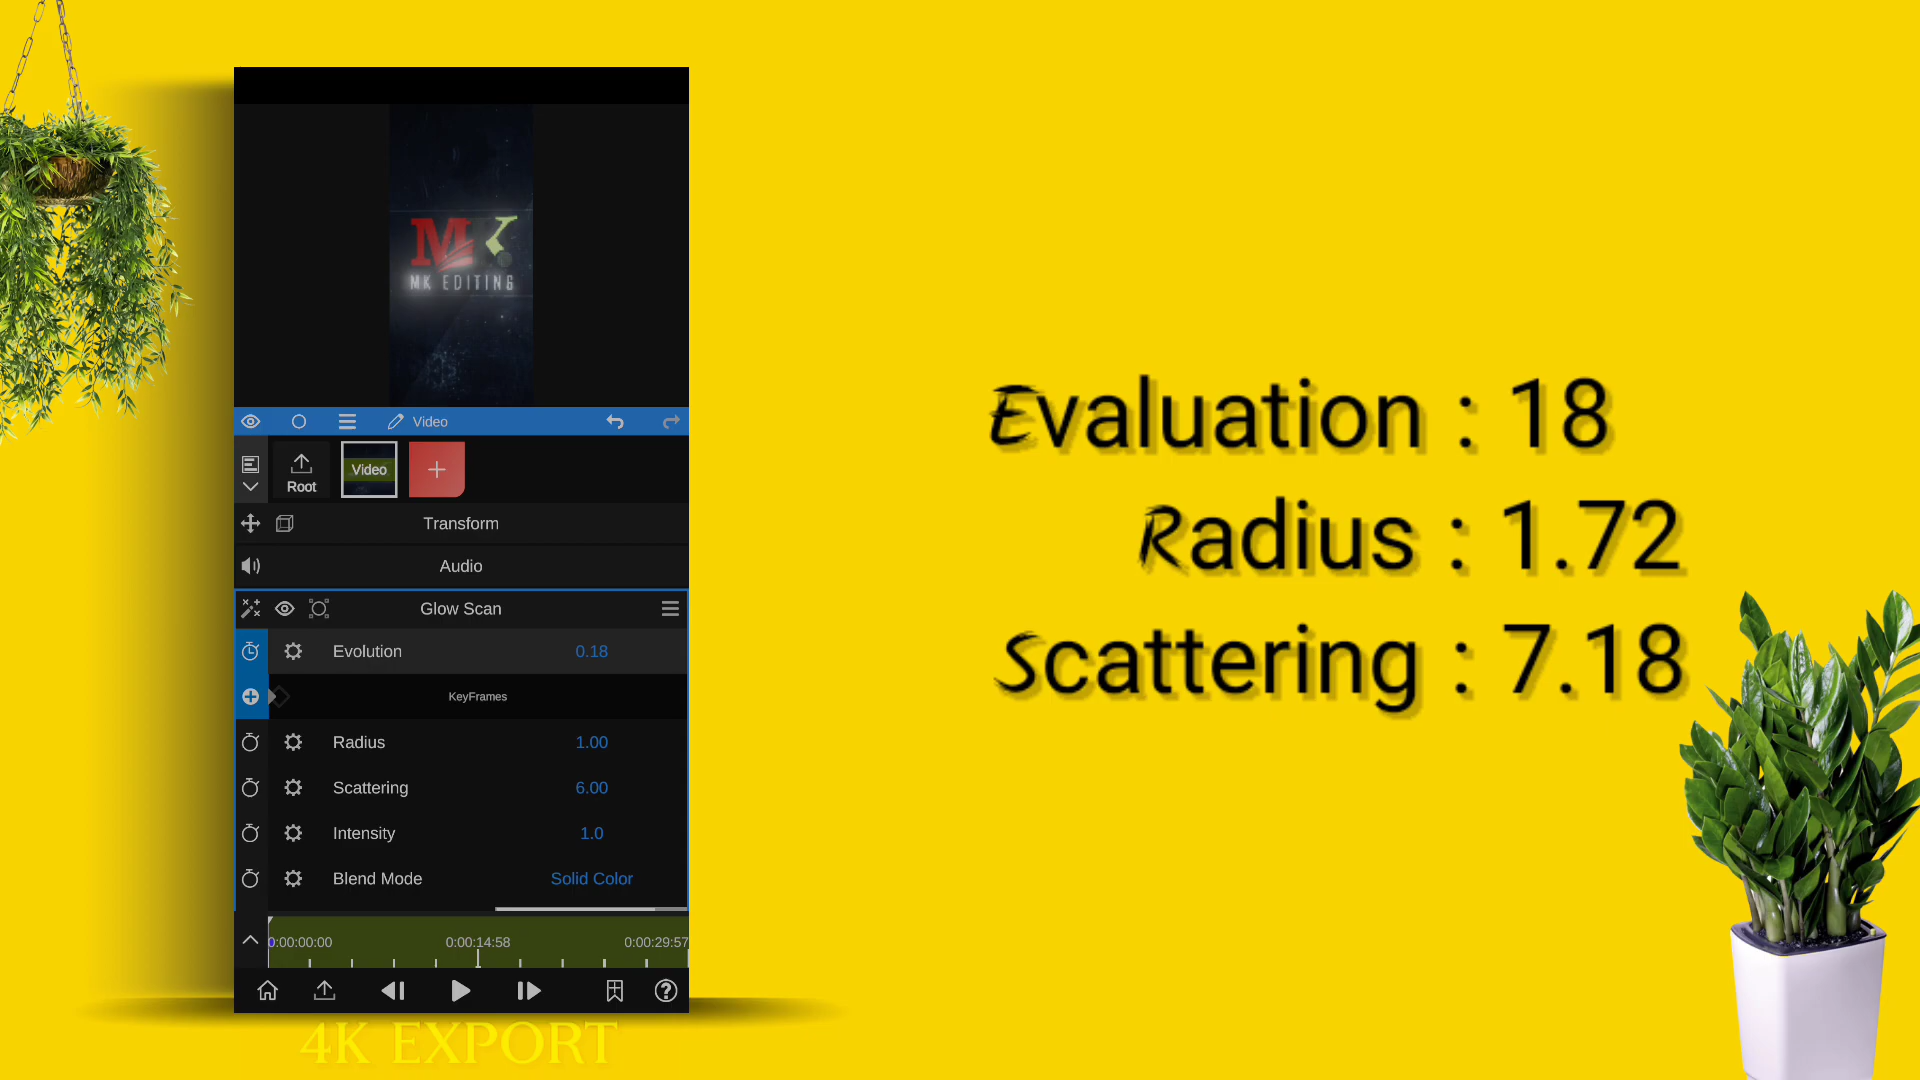 MK
MK EDITING
Video
Root
Video
Transform
Audio
Glow Scan
Evolution 0.18
KeyFrames
Radius 1.00
Scattering 6.00
Intensity 1.0
Blend Mode Solid Color
0:00:00:00 0:00:14:58 0:00:29:57
4K EXPORT
Evaluation : 18
Radius : 1.72
Scattering : 7.18